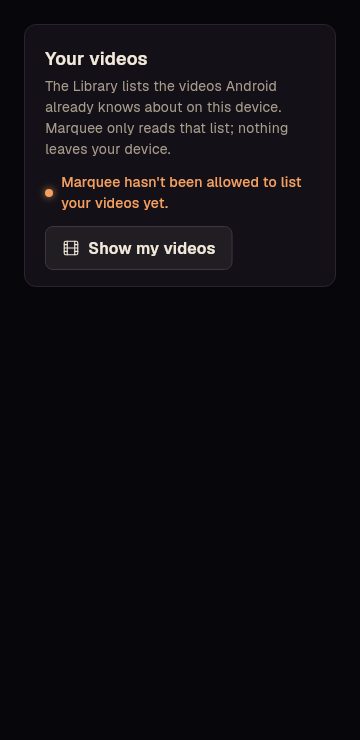 Your videos
The Library lists the videos Android
already knows about on this device.
Marquee only reads that list; nothing
leaves your device.
Marquee hasn't been allowed to list
your videos yet.
Show my videos